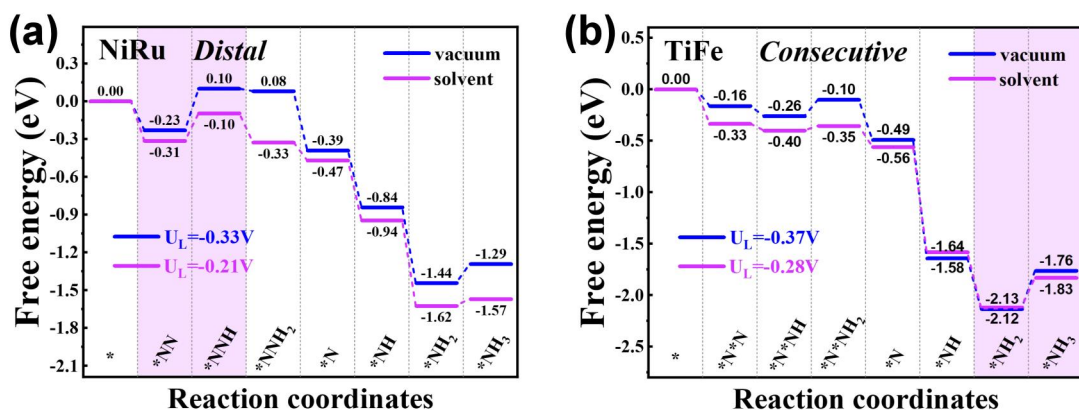 (a)
NiRu Distal
vacuum
solvent
Free energy (eV)
0.3
0.0
-0.3
-0.6
-0.9
-1.2
-1.5
-1.8
-2.1
0.00
-0.23
-0.31
0.10
-0.10
0.08
-0.33
-0.39
-0.47
-0.84
-0.94
-1.44
-1.62
-1.29
-1.57
U_L=-0.33V
U_L=-0.21V
*
*NN
*NNH
*NNH₂
*N
*NH
*NH₂
*NH₃
Reaction coordinates
(b)
TiFe Consecutive
vacuum
solvent
Free energy (eV)
0.5
0.0
-0.5
-1.0
-1.5
-2.0
-2.5
0.00
-0.16
-0.33
-0.26
-0.40
-0.10
-0.35
-0.49
-0.56
-1.64
-1.58
-2.13
-2.12
-1.76
-1.83
U_L=-0.37V
U_L=-0.28V
*
*N*N
*N*NH
*N*NH₂
*N
*NH
*NH₂
*NH₃
Reaction coordinates